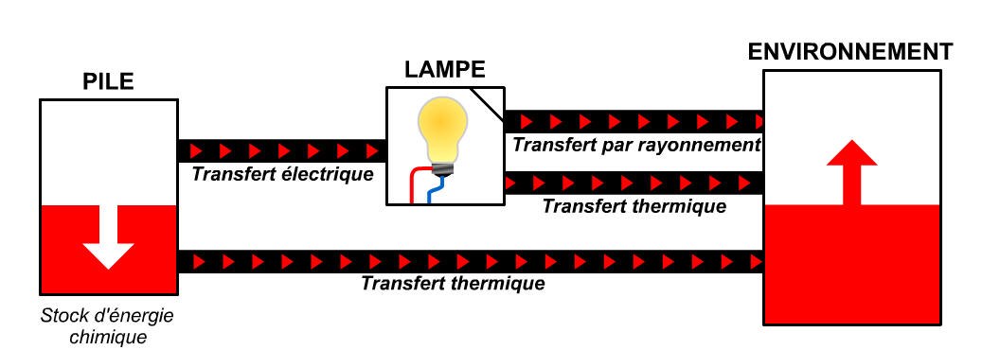 PILE
LAMPE
ENVIRONNEMENT
Transfert électrique
Transfert par rayonnement
Transfert thermique
Transfert thermique
Stock d'énergie
chimique